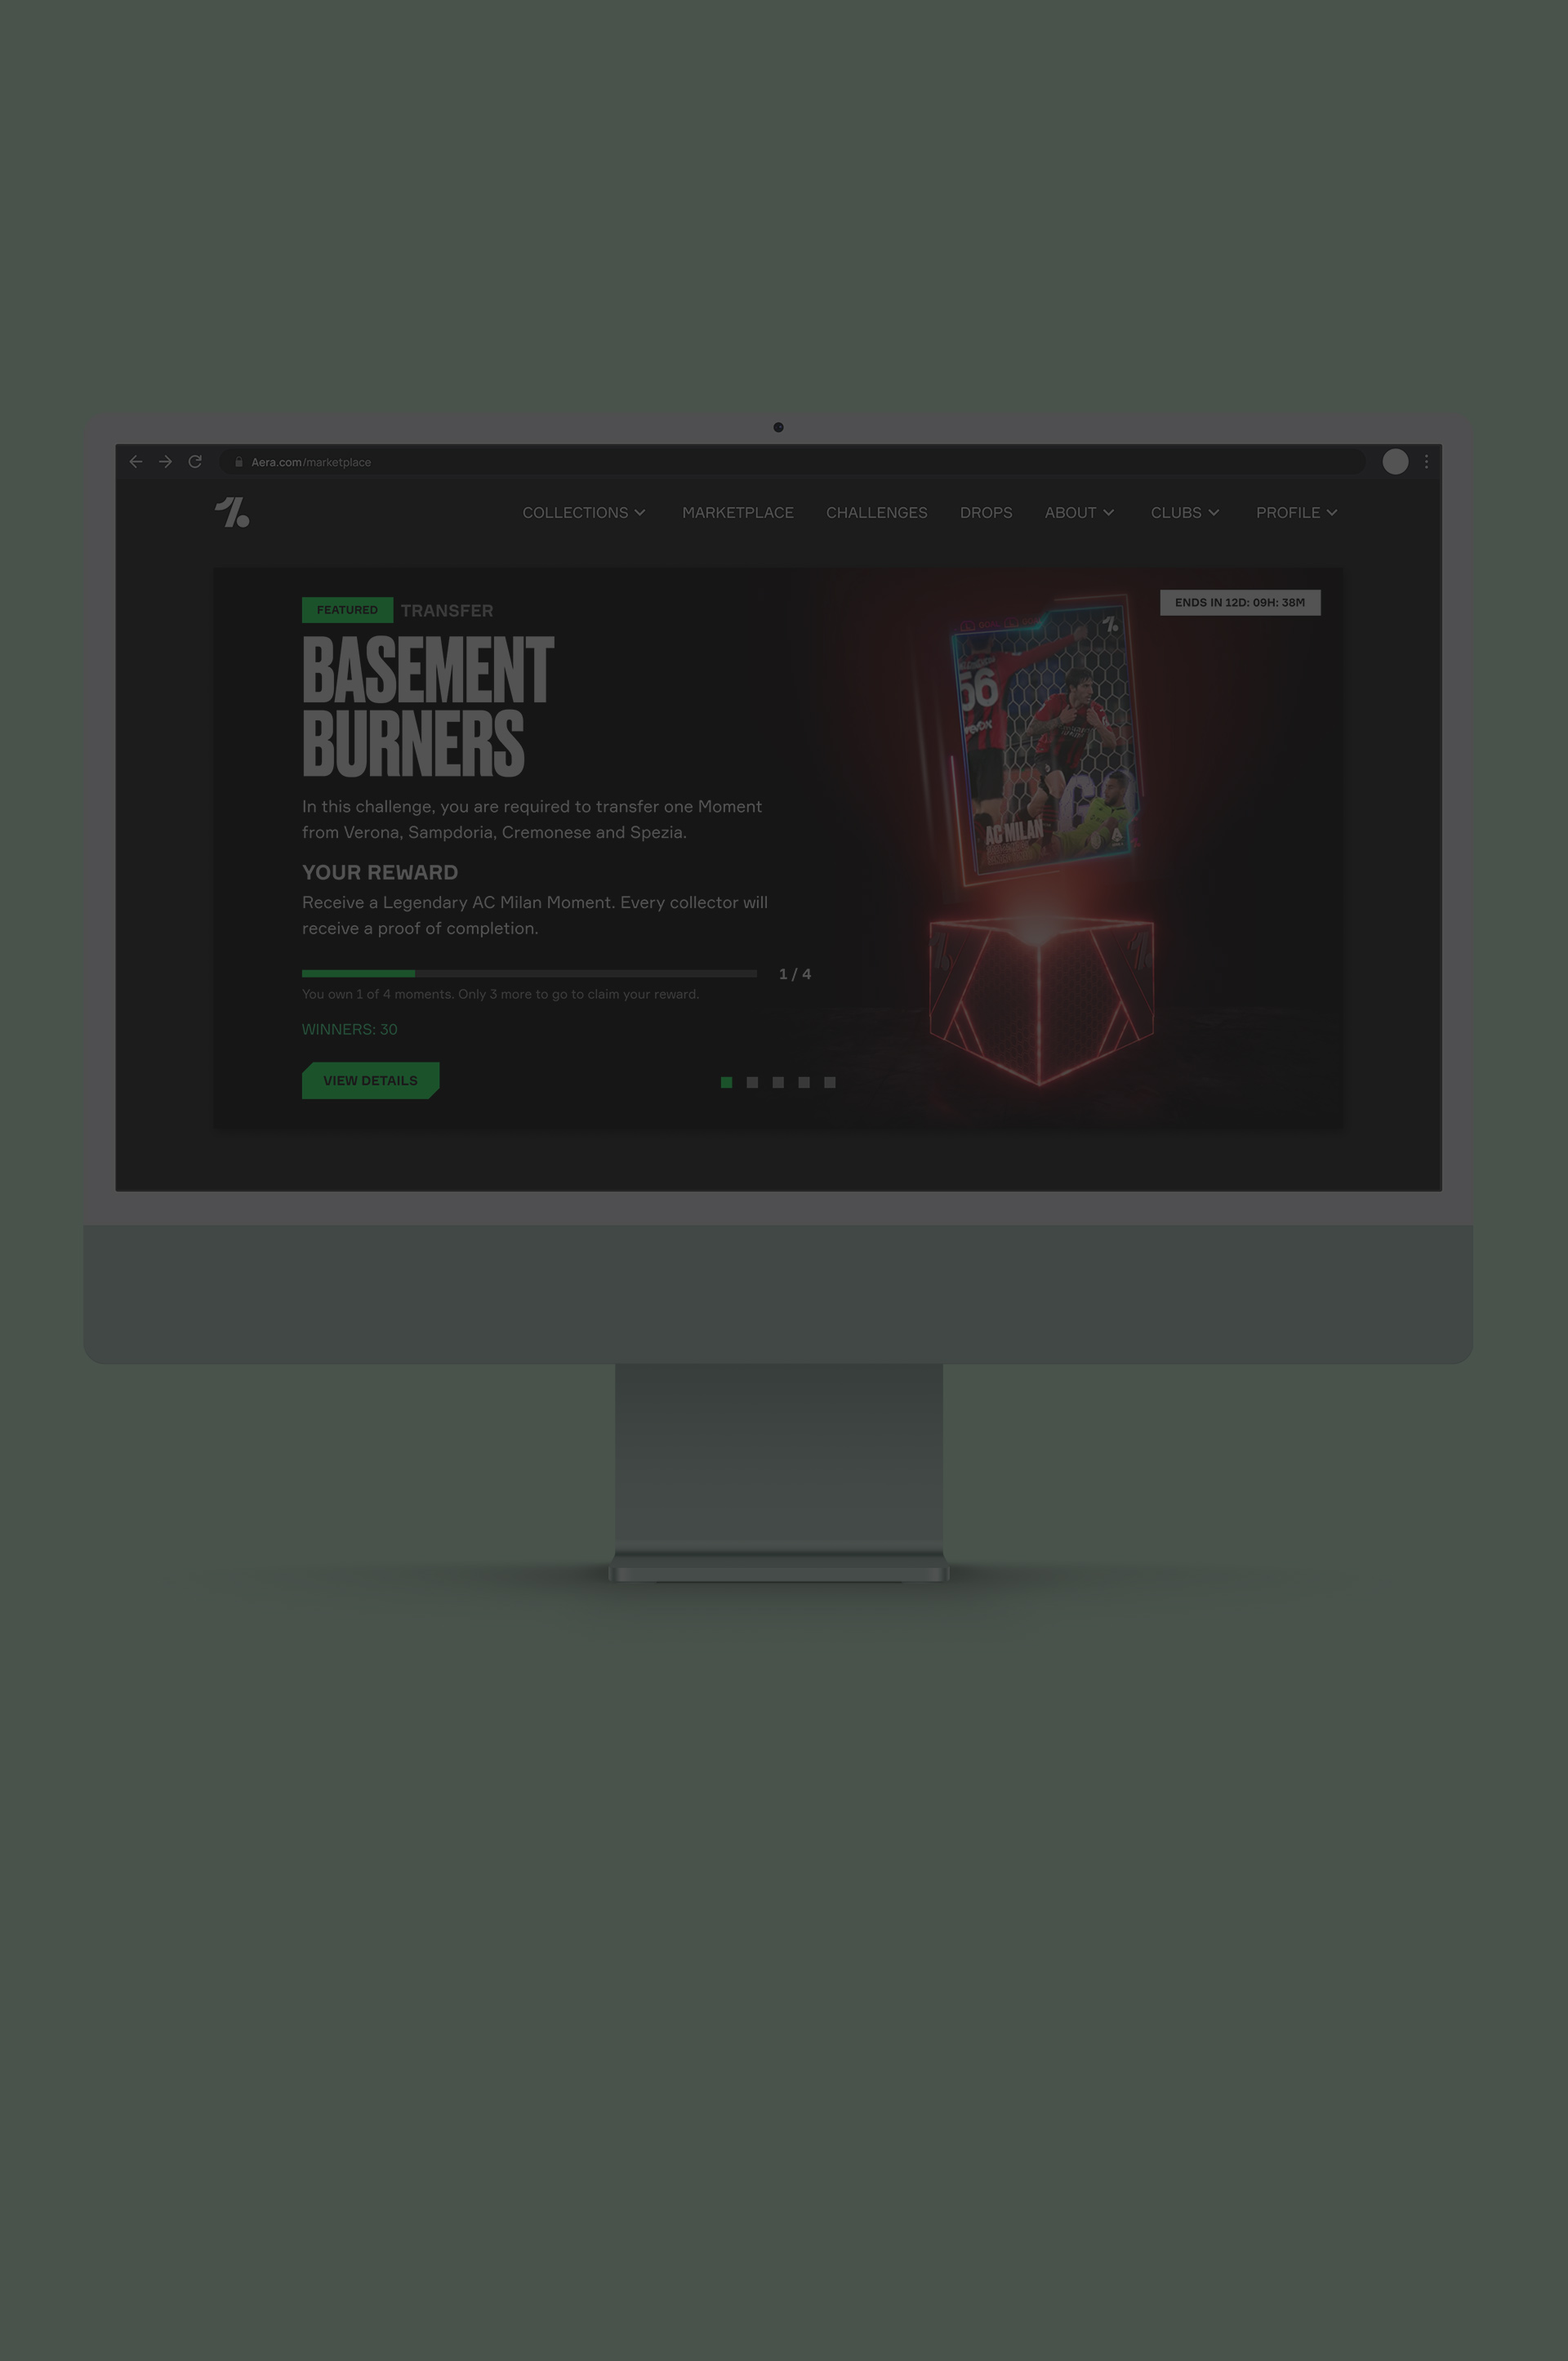 Aera.com/marketplace
COLLECTIONS MARKETPLACE CHALLENGES DROPS ABOUT CLUBS PROFILE
FEATURED TRANSFER
ENDS IN 12D: 09H: 38M
BASEMENT
BURNERS
In this challenge, you are required to transfer one Moment
from Verona, Sampdoria, Cremonese and Spezia.
YOUR REWARD
Receive a Legendary AC Milan Moment. Every collector will
receive a proof of completion.
1 / 4
You own 1 of 4 moments. Only 3 more to go to claim your reward.
WINNERS: 30
VIEW DETAILS
56
AC MILAN